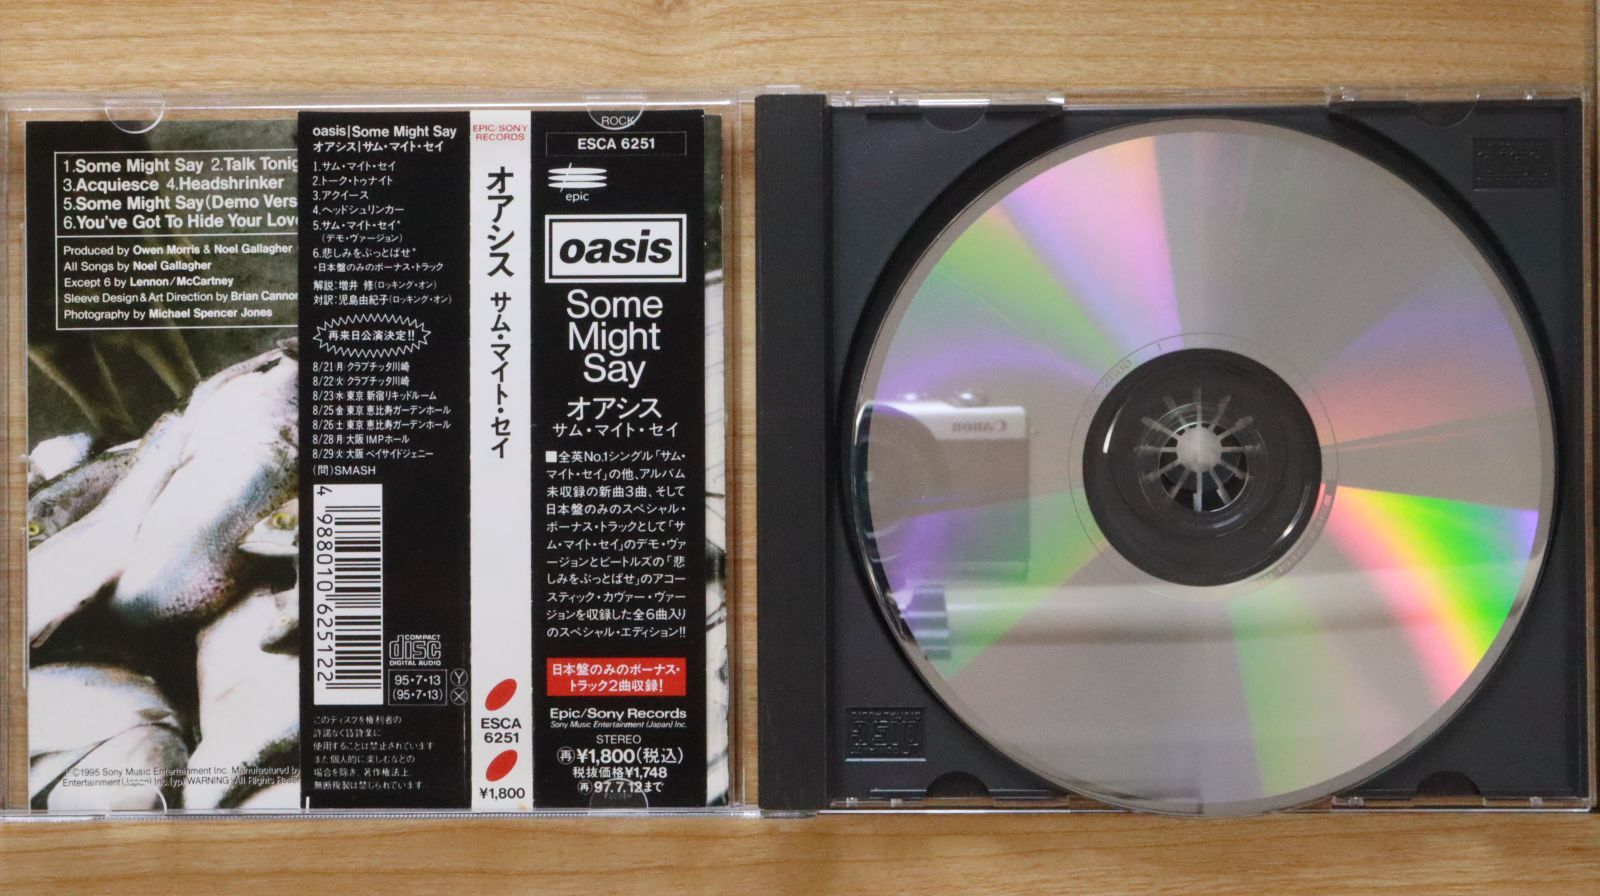 1.Some Might Say 2.Talk Tonig
3.Acquiesce 4.Headshrinker
5.Some Might Say(Demo Vers
6.You've Got To Hide Your Lov
Produced by Owen Morris & Noel Gallagher
All Songs by Noel Gallagher
Except 6 by Lennon/McCartney
Sleeve Design & Art Direction by Brian Cannon
Photography by Michael Spencer Jones
℗©1995 Sony Music Entertainment Inc. Manufactured by
Entertainment(Japan) Inc.(yp) WARNING: All Rights Rese
oasis|Some Might Say
オアシス|サム・マイト・セイ
1.サム・マイト・セイ
2.トーク・トゥナイト
3.アクイース
4.ヘッドシュリンカー
5.サム・マイト・セイ*
(デモ・ヴァージョン)
6.悲しみをぶっとばせ*
・日本盤のみのボーナス・トラック
解説:増井 修(ロッキング・オン)
対訳:児島由紀子(ロッキング・オン)
再来日公演決定!!
8/21月 クラブチッタ川崎
8/22火 クラブチッタ川崎
8/23水 東京 新宿リキッドルーム
8/25金 東京 恵比寿ガーデンホール
8/26土 東京 恵比寿ガーデンホール
8/28月 大阪 IMPホール
8/29火 大阪 ベイサイドジェニー
(問)SMASH
4 988010 625122
COMPACT
disc
DIGITAL AUDIO
95・7・13
(95・7・13)
Y
X
このディスクを権利者の
許諾なく賃貸業に
使用することは禁止されています
また個人的に楽しむなどの
場合を除き、著作権法上、
無断複製は禁じられています
EPIC/SONY
RECORDS
オアシス サム・マイト・セイ
ESCA
6251
¥1,800
ROCK
ESCA 6251
epic
oasis
Some
Might
Say
オアシス
サム・マイト・セイ
■全英No.1シングル「サム・
マイト・セイ」の他、アルバム
未収録の新曲3曲、そして
日本盤のみのスペシャル・
ボーナス・トラックとして「サ
ム・マイト・セイ」のデモ・ヴァ
ージョンとビートルズの「悲
しみをぶっとばせ」のアコー
スティック・カヴァー・ヴァー
ジョンを収録した全6曲入り
のスペシャル・エディション!!
日本盤のみのボーナス・
トラック2曲収録!
Epic/Sony Records
Sony Music Entertainment (Japan) Inc.
STEREO
再¥1,800(税込)
税抜価格¥1,748
再97.7.12まで
Canon